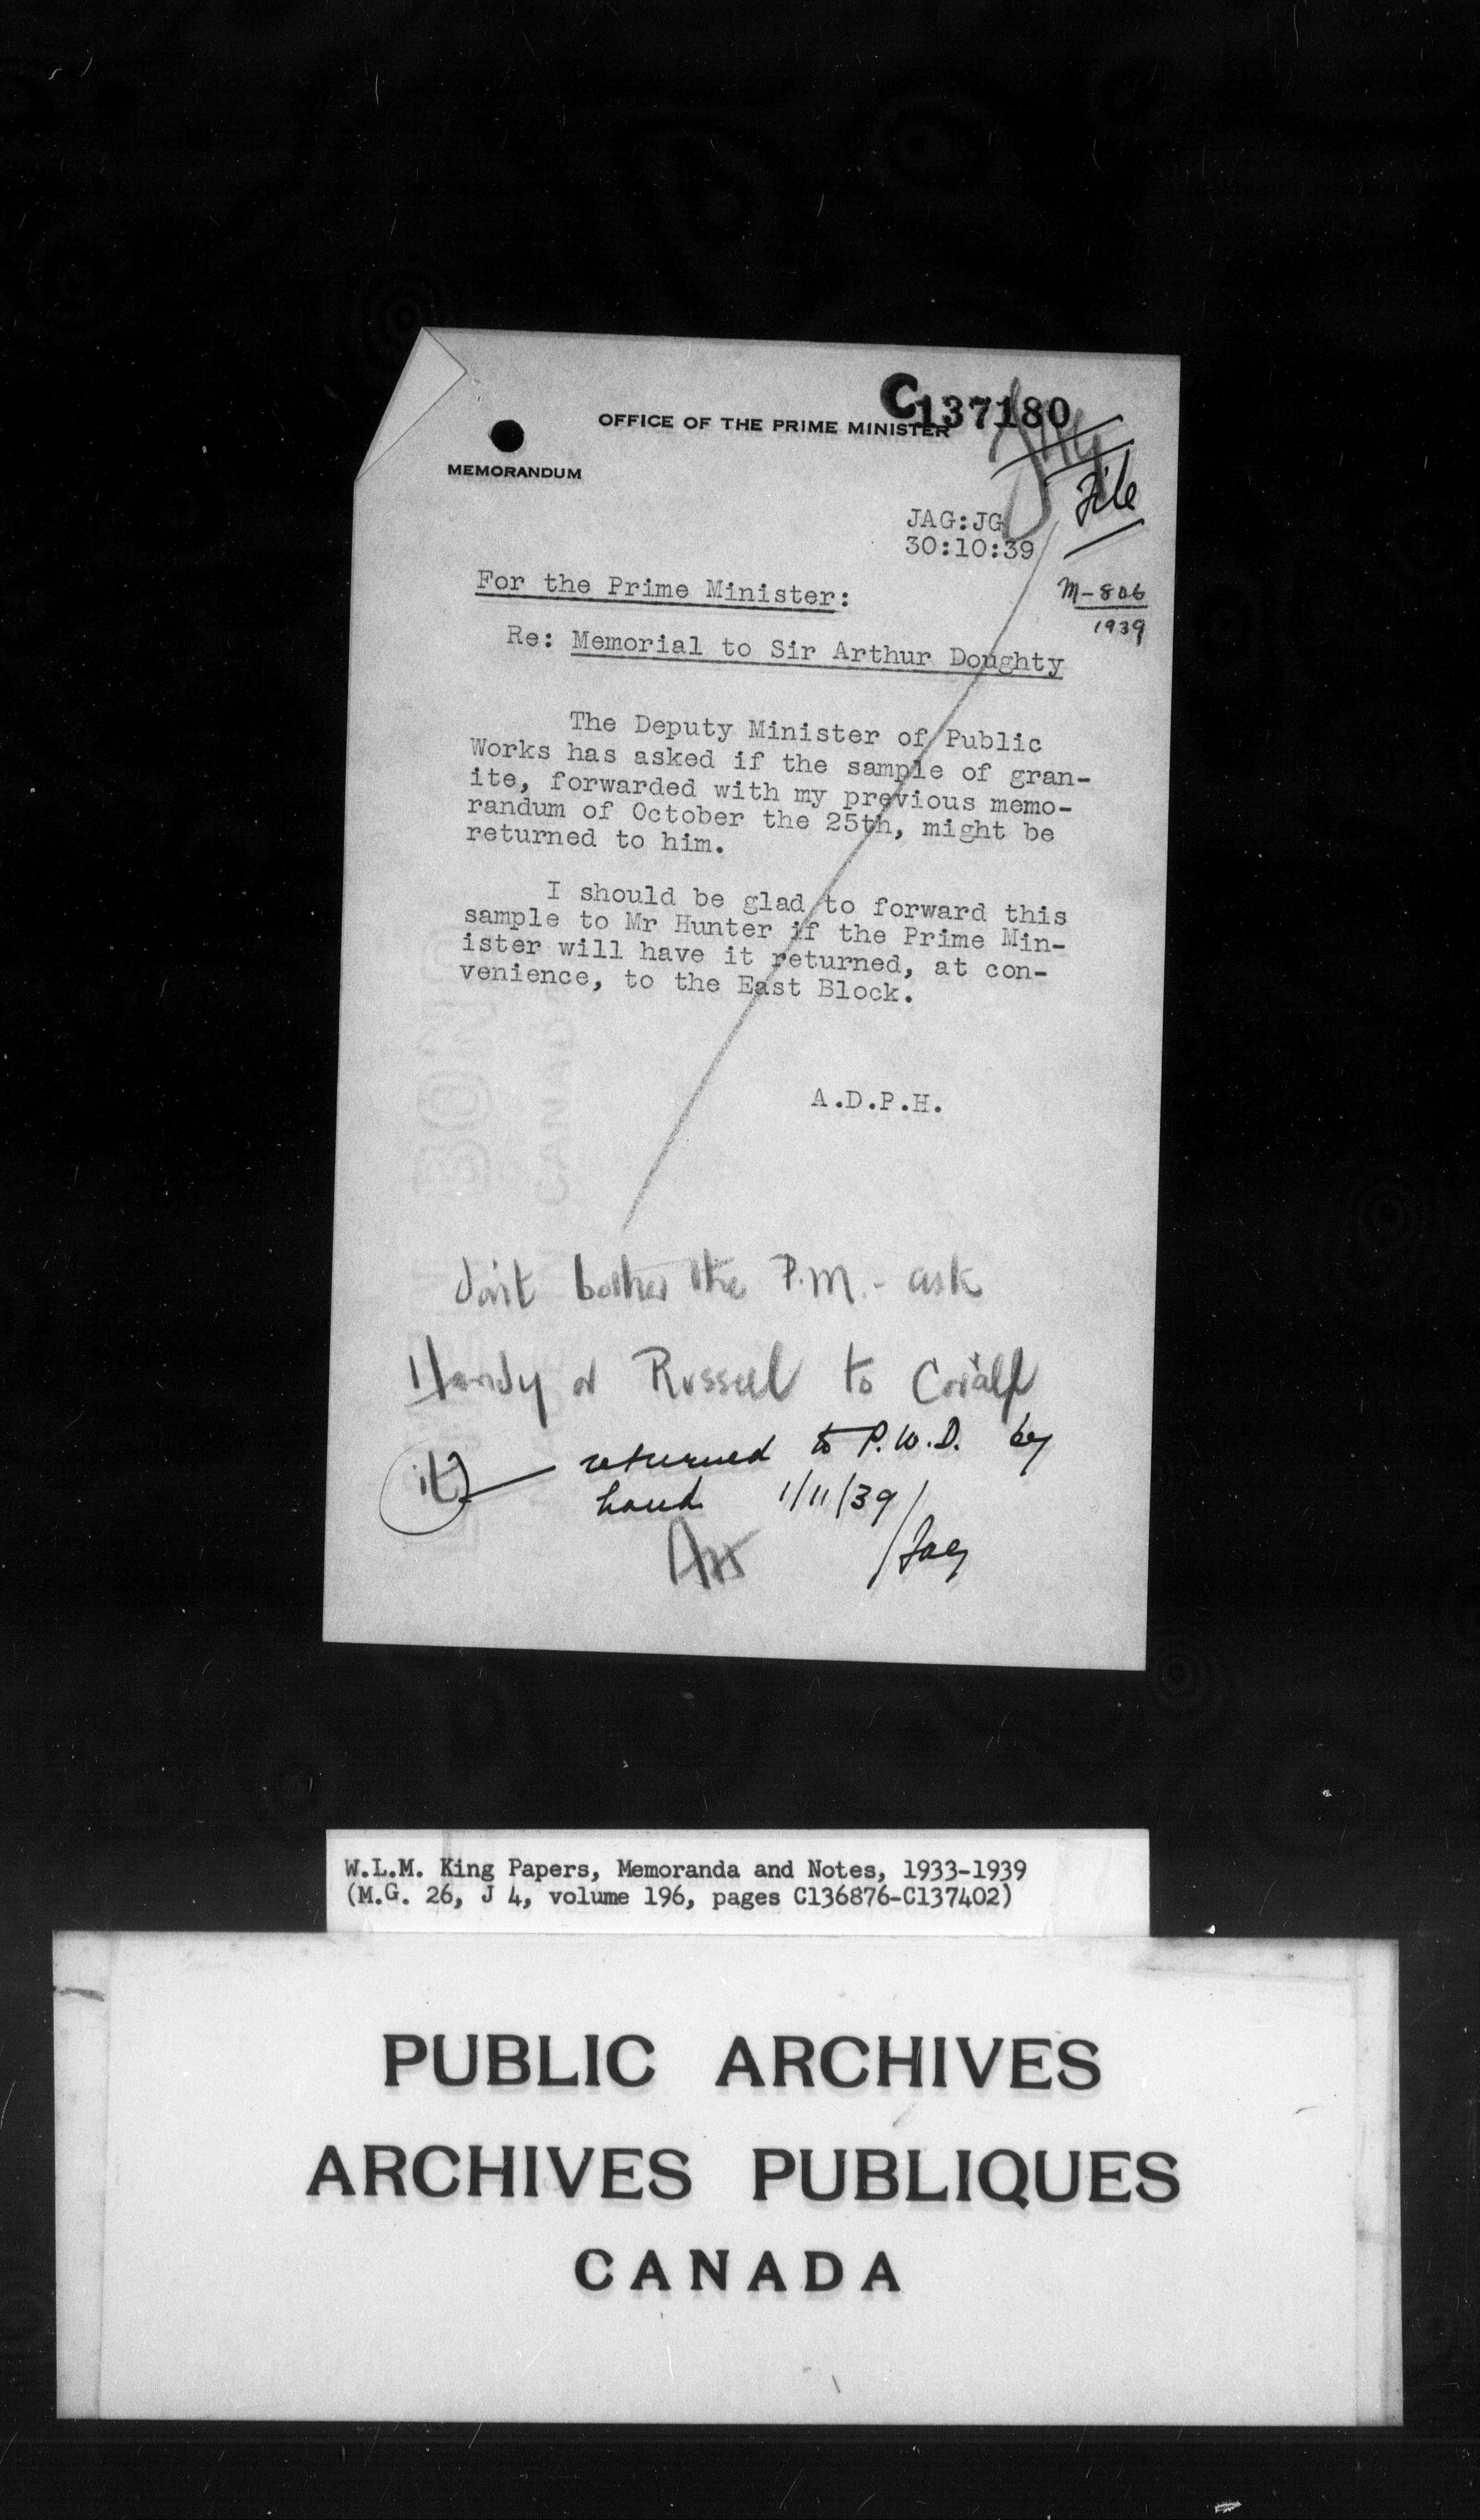 C137180
OFFICE OF THE PRIME MINISTER
MEMORANDUM
File
JAG:JG
30:10:39
M-806
1939
For the Prime Minister:
Re: Memorial to Sir Arthur Doughty
The Deputy Minister of Public
Works has asked if the sample of gran-
ite, forwarded with my previous memo-
randum of October the 25th, might be
returned to him.
I should be glad to forward this
sample to Mr Hunter if the Prime Min-
ister will have it returned, at con-
venience, to the East Block.
A.D.P.H.
don't bother the P.M. - ask
Handy or Russell to
it returned to P.W.D. by
hand 1/11/39
Jag
W.L.M. King Papers, Memoranda and Notes, 1933-1939
(M.G. 26, J 4, volume 196, pages C136876-C137402)
PUBLIC ARCHIVES
ARCHIVES PUBLIQUES
CANADA